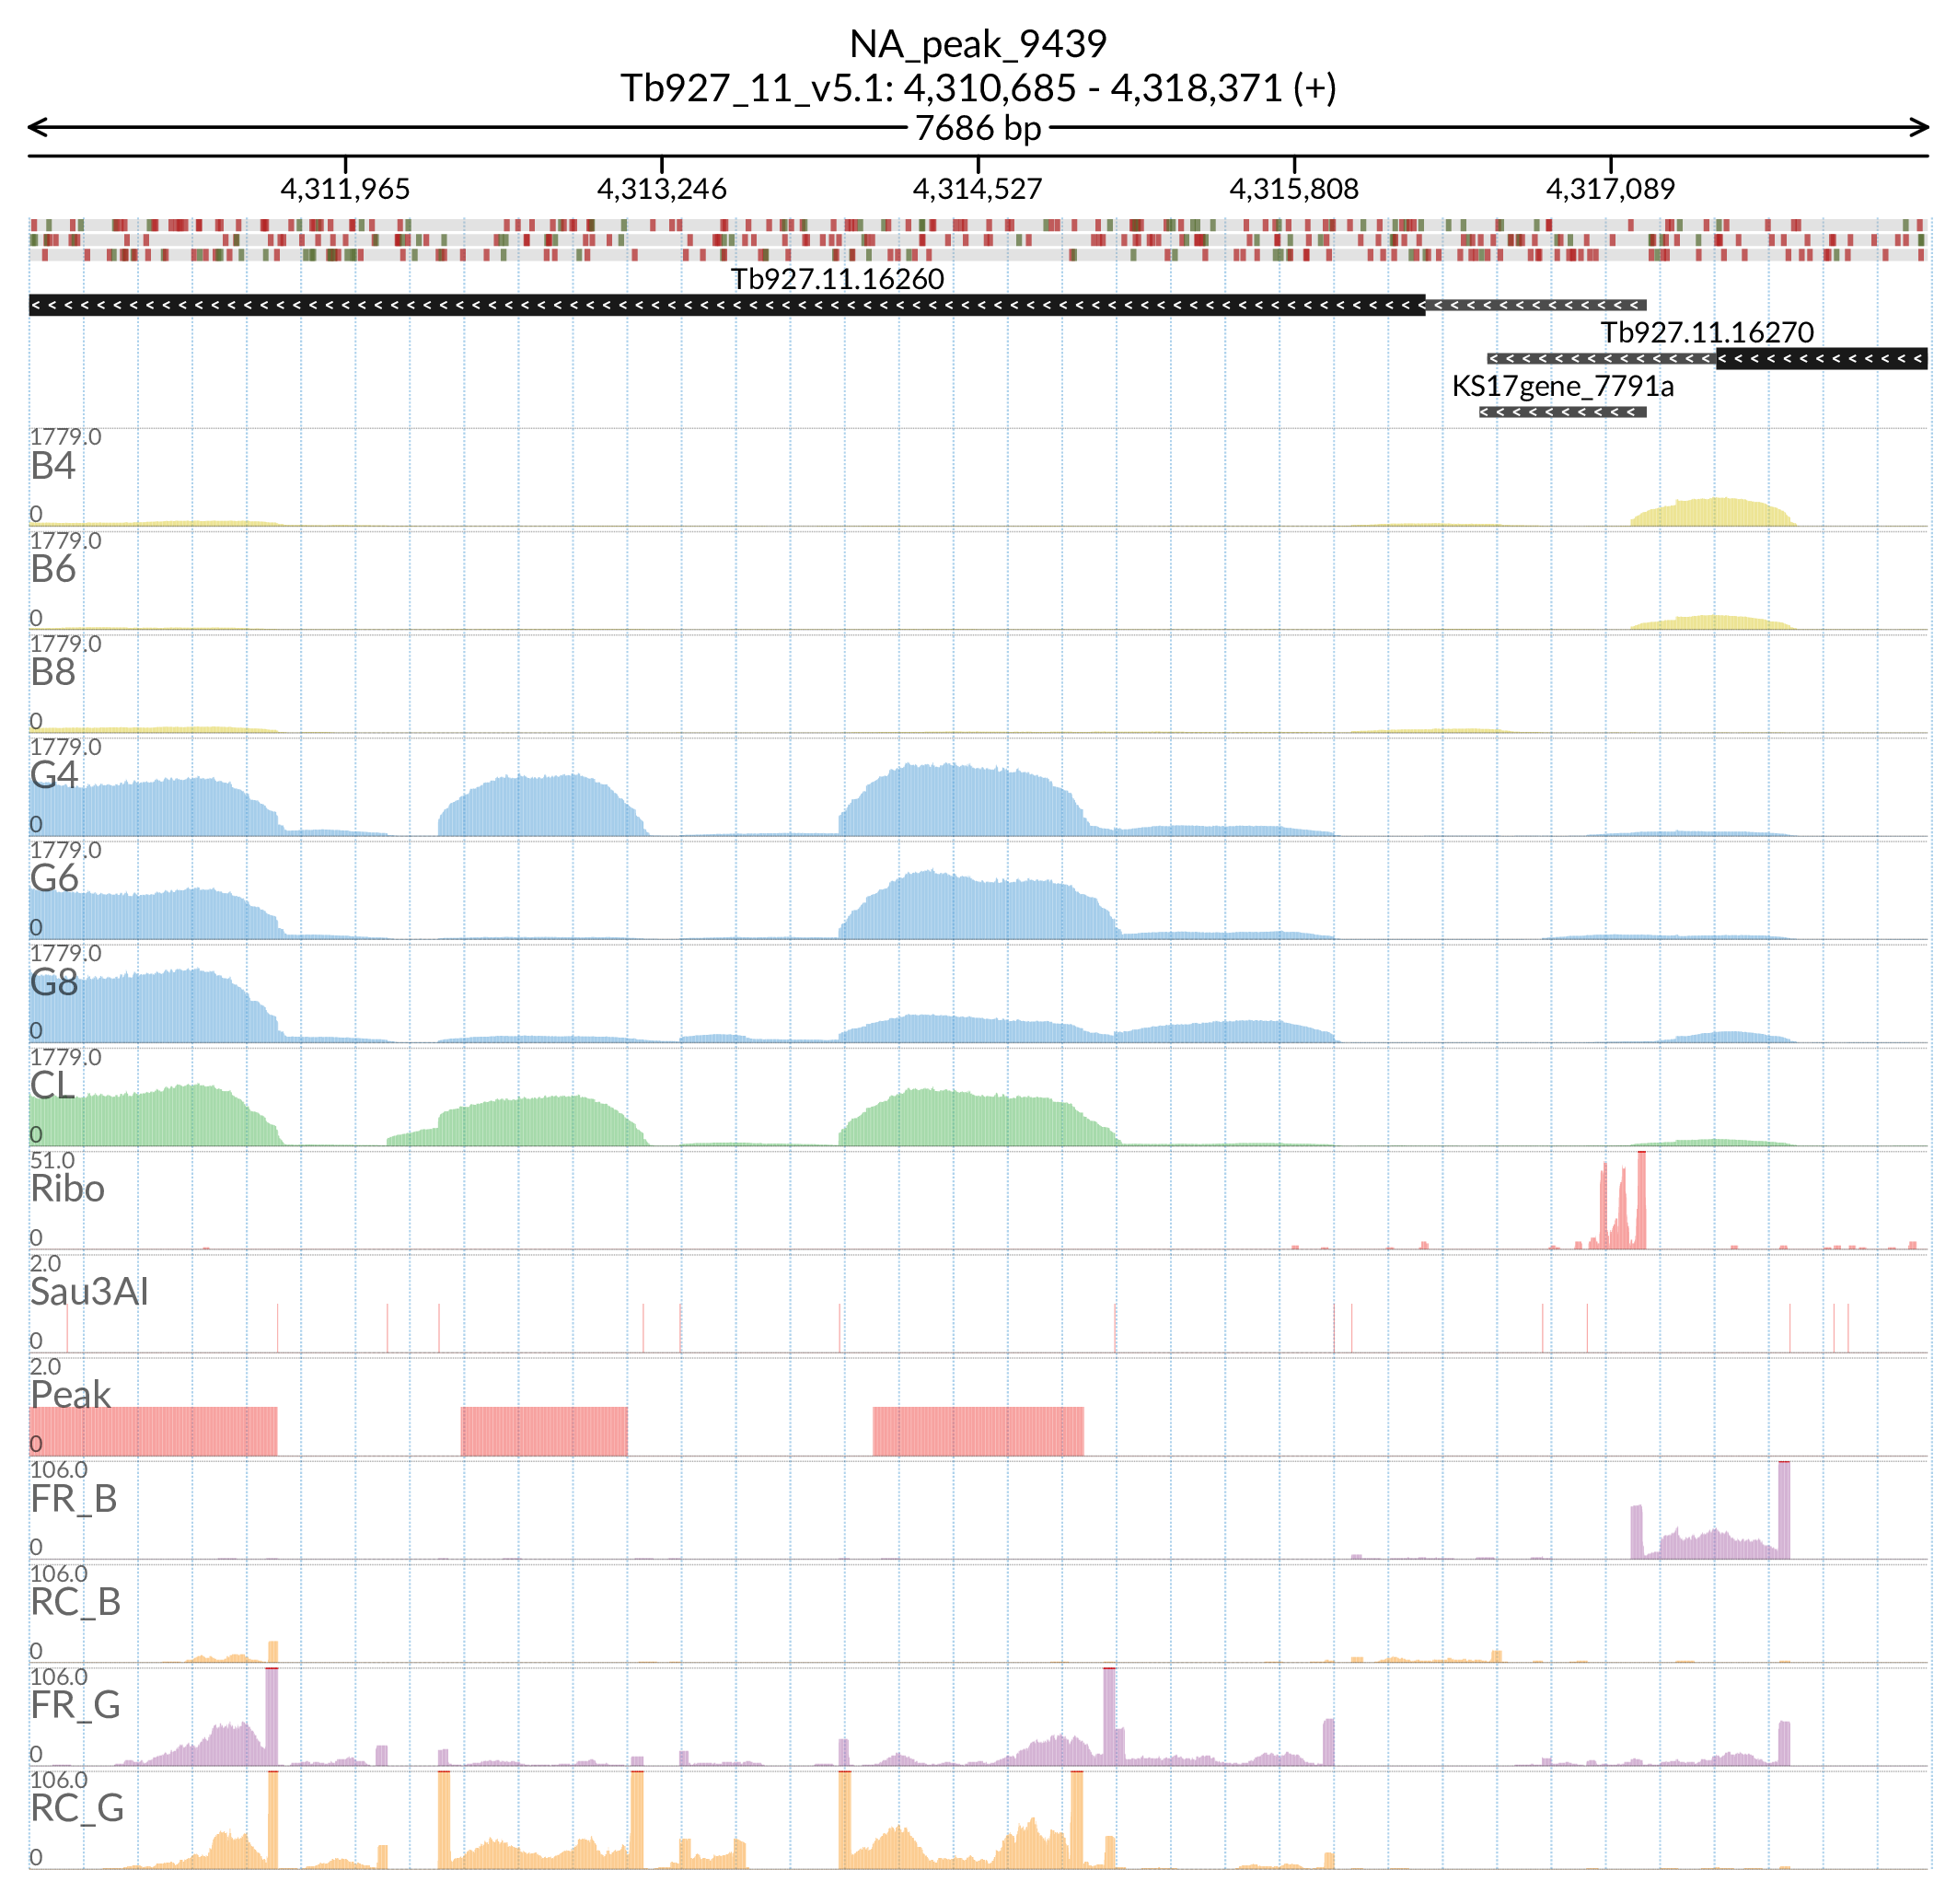 NA_peak_9439
Tb927_11_v5.1: 4,310,685 - 4,318,371 (+)
7686 bp
4,311,965 4,313,246 4,314,527 4,315,808 4,317,089
Tb927.11.16260
Tb927.11.16270
KS17gene_7791a
1779.0
B4
0
1779.0
B6
0
1779.0
B8
0
1779.0
G4
0
1779.0
G6
0
1779.0
G8
0
1779.0
CL
0
51.0
Ribo
0
2.0
Sau3AI
0
2.0
Peak
0
106.0
FR_B
0
106.0
RC_B
0
106.0
FR_G
0
106.0
RC_G
0